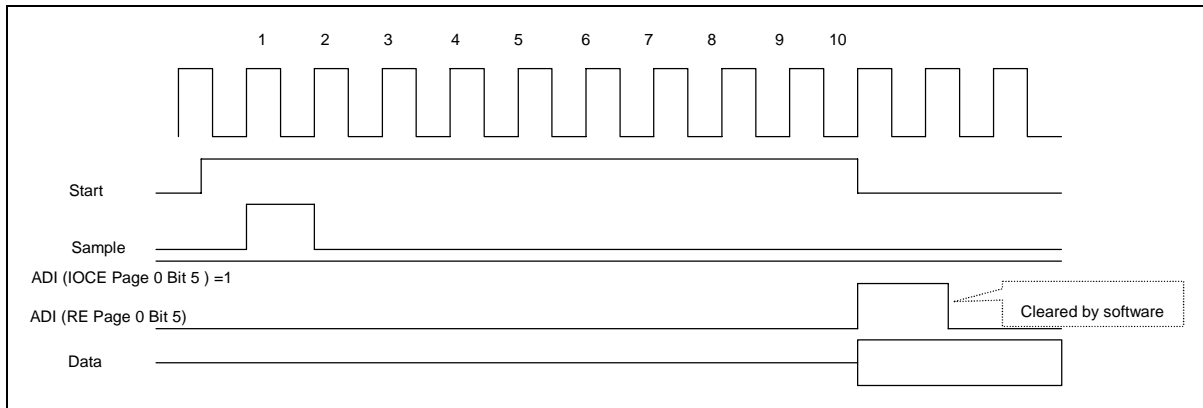 1 2 3 4 5 6 7 8 9 10
Start
Sample
ADI (IOCE Page 0 Bit 5 ) =1
ADI (RE Page 0 Bit 5)
Cleared by software
Data